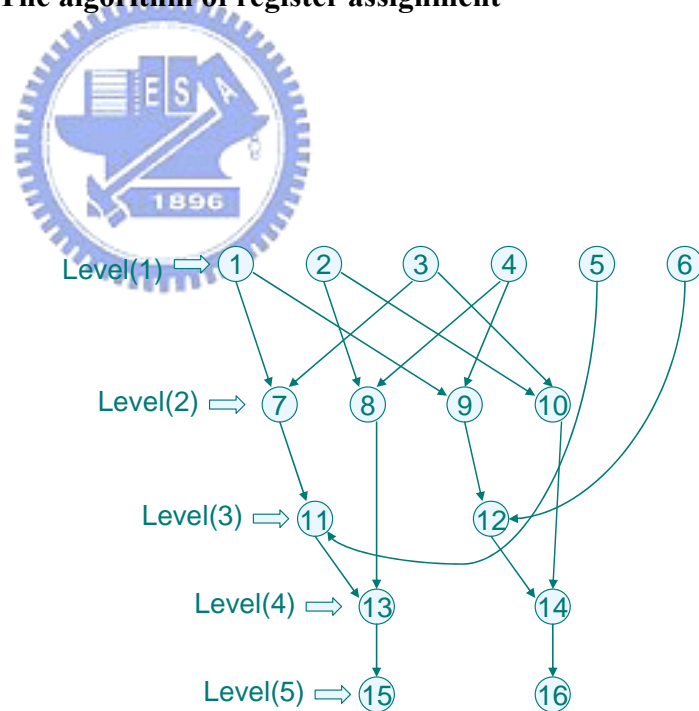 The algorithm of register assignment
E S A
1896
Level(1) 1 2 3 4 5 6
Level(2) 7 8 9 10
Level(3) 11 12
Level(4) 13 14
Level(5) 15 16